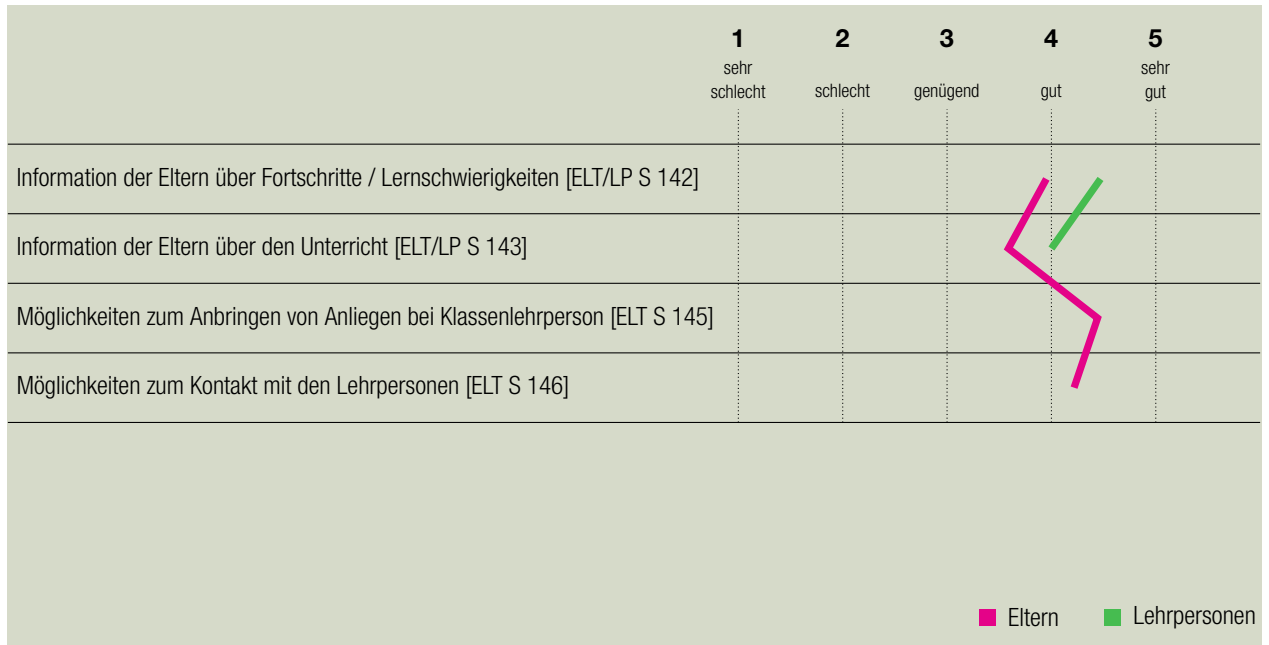 1 2 3 4 5
sehr schlecht schlecht genügend gut sehr gut
Information der Eltern über Fortschritte / Lernschwierigkeiten [ELT/LP S 142]
Information der Eltern über den Unterricht [ELT/LP S 143]
Möglichkeiten zum Anbringen von Anliegen bei Klassenlehrperson [ELT S 145]
Möglichkeiten zum Kontakt mit den Lehrpersonen [ELT S 146]
Eltern Lehrpersonen